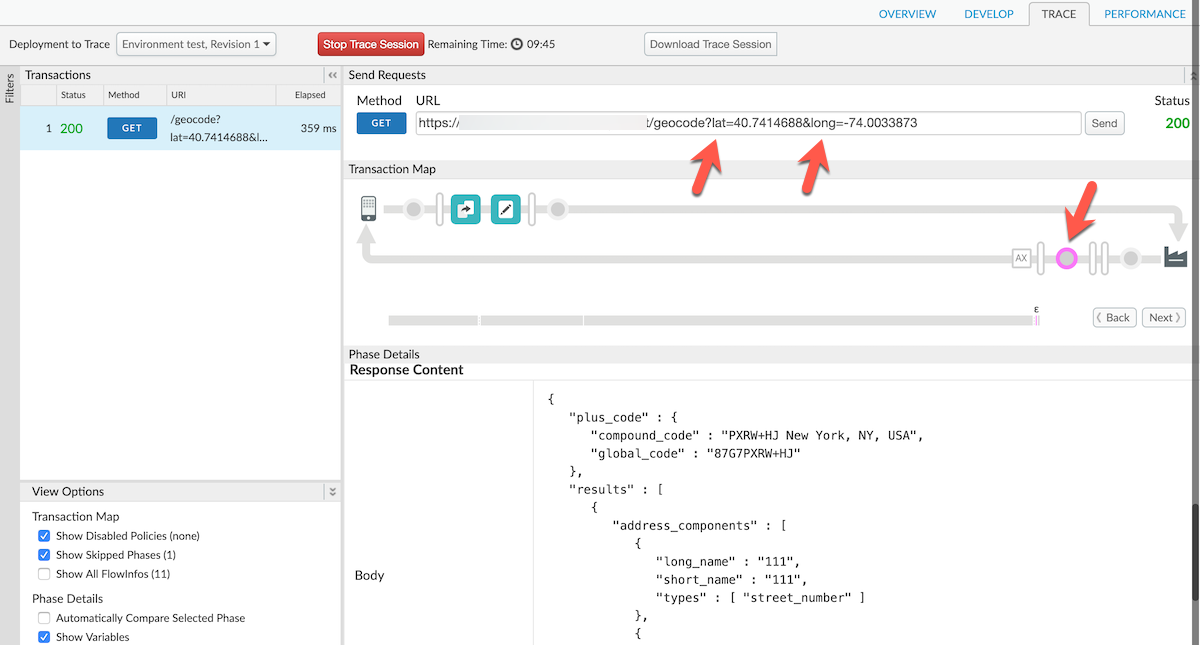 OVERVIEW DEVELOP TRACE PERFORMANCE
Deployment to Trace Environment test, Revision 1 Stop Trace Session Remaining Time: 09:45 Download Trace Session
Filters
Transactions
Status Method URI Elapsed
1 200 GET /geocode?
lat=40.7414688&l... 359 ms
Send Requests
Method URL Status
GET https:// t/geocode?lat=40.7414688&long=-74.0033873 Send 200
Transaction Map
AX
ε
Back Next
Phase Details
Response Content
Body
{
"plus_code" : {
"compound_code" : "PXRW+HJ New York, NY, USA",
"global_code" : "87G7PXRW+HJ"
},
"results" : [
{
"address_components" : [
{
"long_name" : "111",
"short_name" : "111",
"types" : [ "street_number" ]
},
{
View Options
Transaction Map
Show Disabled Policies (none)
Show Skipped Phases (1)
Show All FlowInfos (11)
Phase Details
Automatically Compare Selected Phase
Show Variables